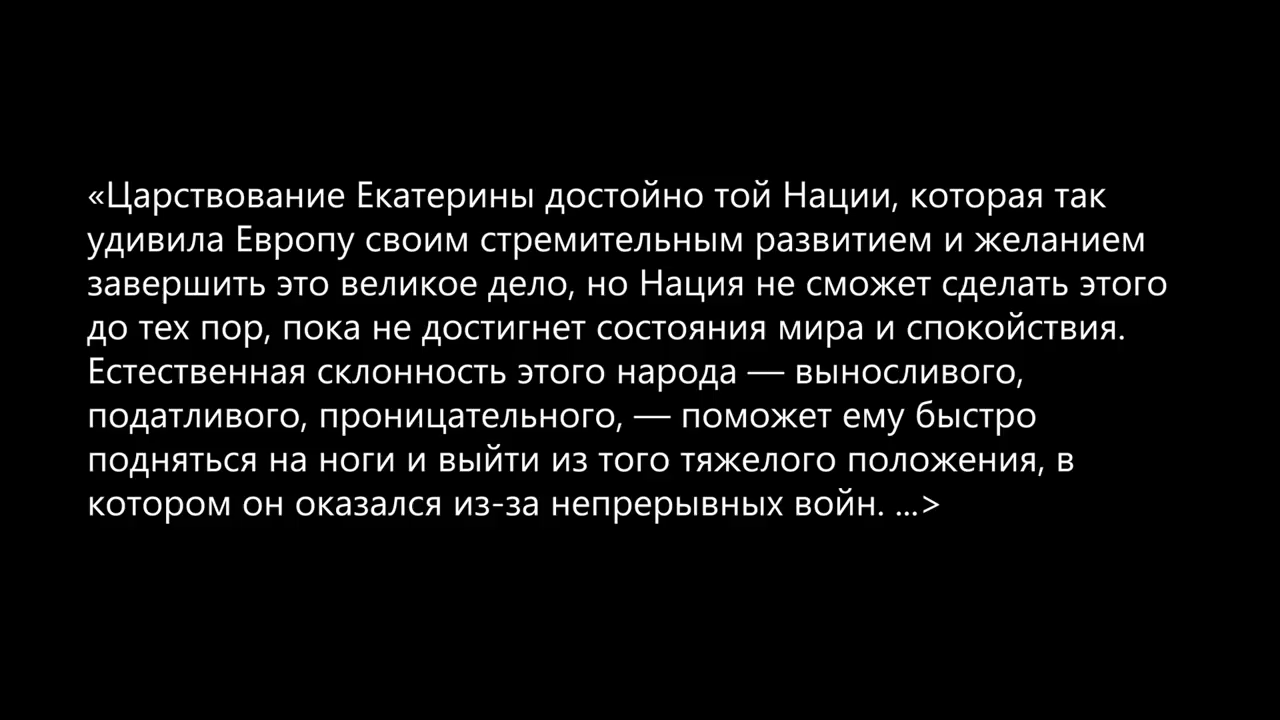 «Царствование Екатерины достойно той Нации, которая так
удивила Европу своим стремительным развитием и желанием
завершить это великое дело, но Нация не сможет сделать этого
до тех пор, пока не достигнет состояния мира и спокойствия.
Естественная склонность этого народа — выносливого,
податливого, проницательного, — поможет ему быстро
подняться на ноги и выйти из того тяжелого положения, в
котором он оказался из-за непрерывных войн. ...>